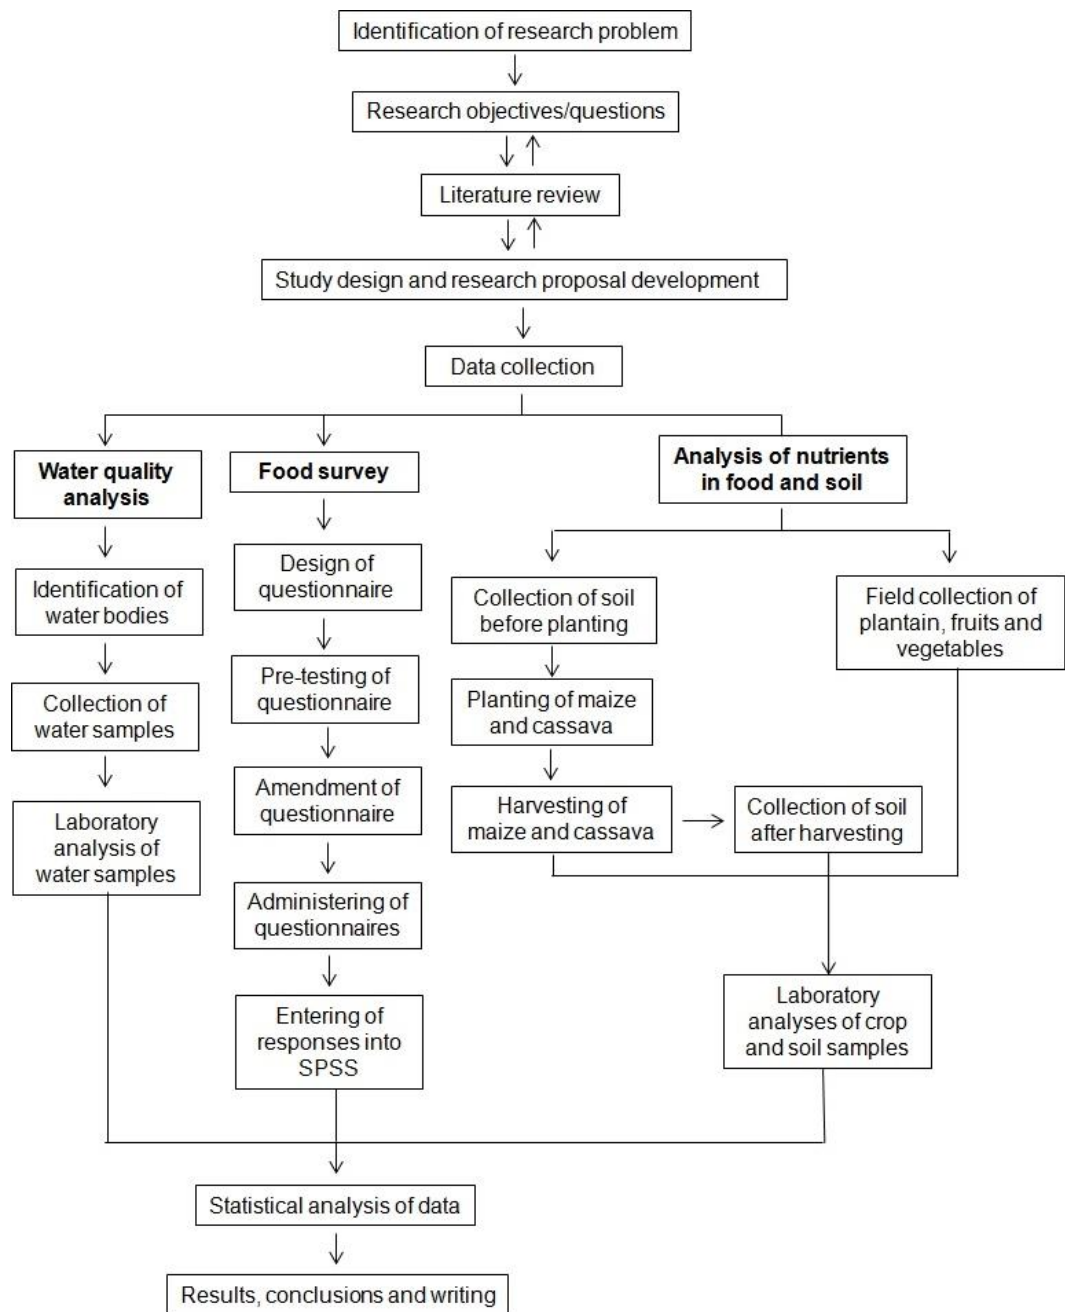 Identification of research problem
Research objectives/questions
Literature review
Study design and research proposal development
Data collection
Water quality
analysis
Identification of
water bodies
Collection of
water samples
Laboratory
analysis of
water samples
Food survey
Design of
questionnaire
Pre-testing of
questionnaire
Amendment of
questionnaire
Administering of
questionnaires
Entering of
responses into
SPSS
Analysis of nutrients
in food and soil
Collection of soil
before planting
Planting of maize
and cassava
Harvesting of
maize and cassava
Collection of soil
after harvesting
Field collection of
plantain, fruits and
vegetables
Laboratory
analyses of crop
and soil samples
Statistical analysis of data
Results, conclusions and writing